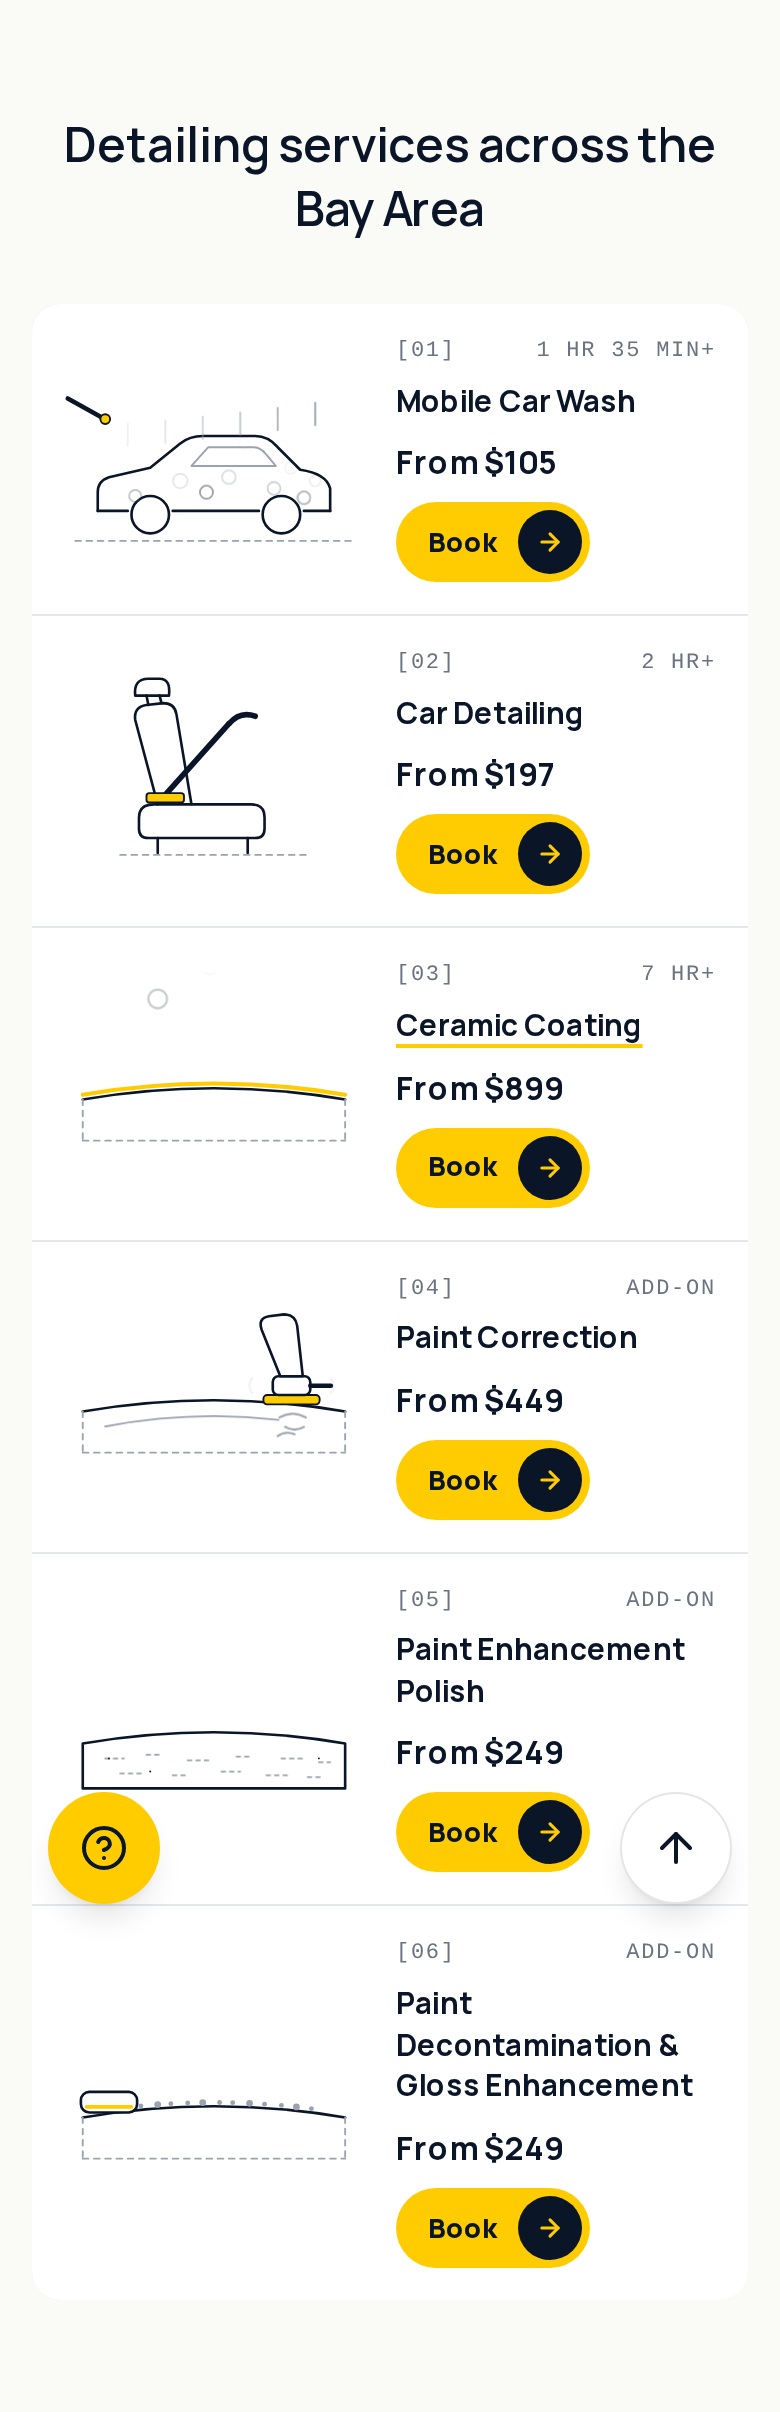 Detailing services across the
Bay Area
[01] 1 HR 35 MIN+
Mobile Car Wash
From $105
Book
[02] 2 HR+
Car Detailing
From $197
Book
[03] 7 HR+
Ceramic Coating
From $899
Book
[04] ADD-ON
Paint Correction
From $449
Book
[05] ADD-ON
Paint Enhancement
Polish
From $249
Book
[06] ADD-ON
Paint
Decontamination &
Gloss Enhancement
From $249
Book